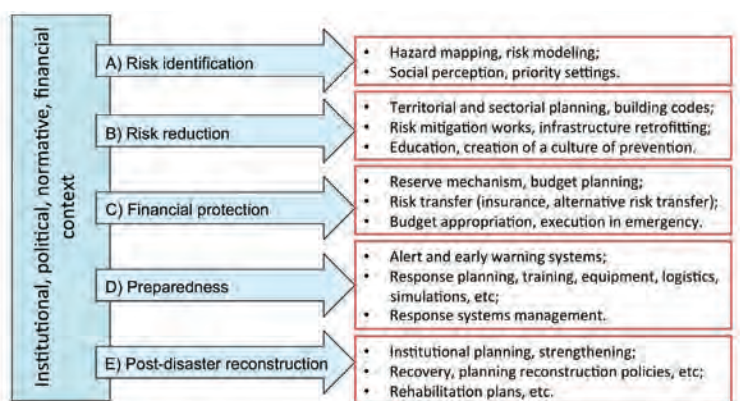 Institutional, political, normative, financial
context
A) Risk identification
• Hazard mapping, risk modeling;
• Social perception, priority settings.
B) Risk reduction
• Territorial and sectorial planning, building codes;
• Risk mitigation works, infrastructure retrofitting;
• Education, creation of a culture of prevention.
C) Financial protection
• Reserve mechanism, budget planning;
• Risk transfer (insurance, alternative risk transfer);
• Budget appropriation, execution in emergency.
D) Preparedness
• Alert and early warning systems;
• Response planning, training, equipment, logistics,
simulations, etc;
• Response systems management.
E) Post-disaster reconstruction
• Institutional planning, strengthening;
• Recovery, planning reconstruction policies, etc;
• Rehabilitation plans, etc.